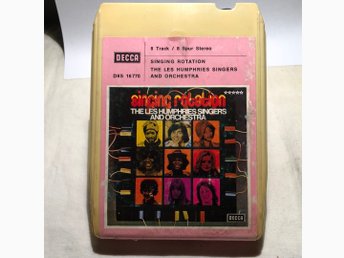 DECCA
8 Track / 8 Spur Stereo
SINGING ROTATION
THE LES HUMPHRIES SINGERS
DKS 16770
AND ORCHESTRA
singing rotation
THE LES HUMPHRIES SINGERS
AND ORCHESTRA
DECCA